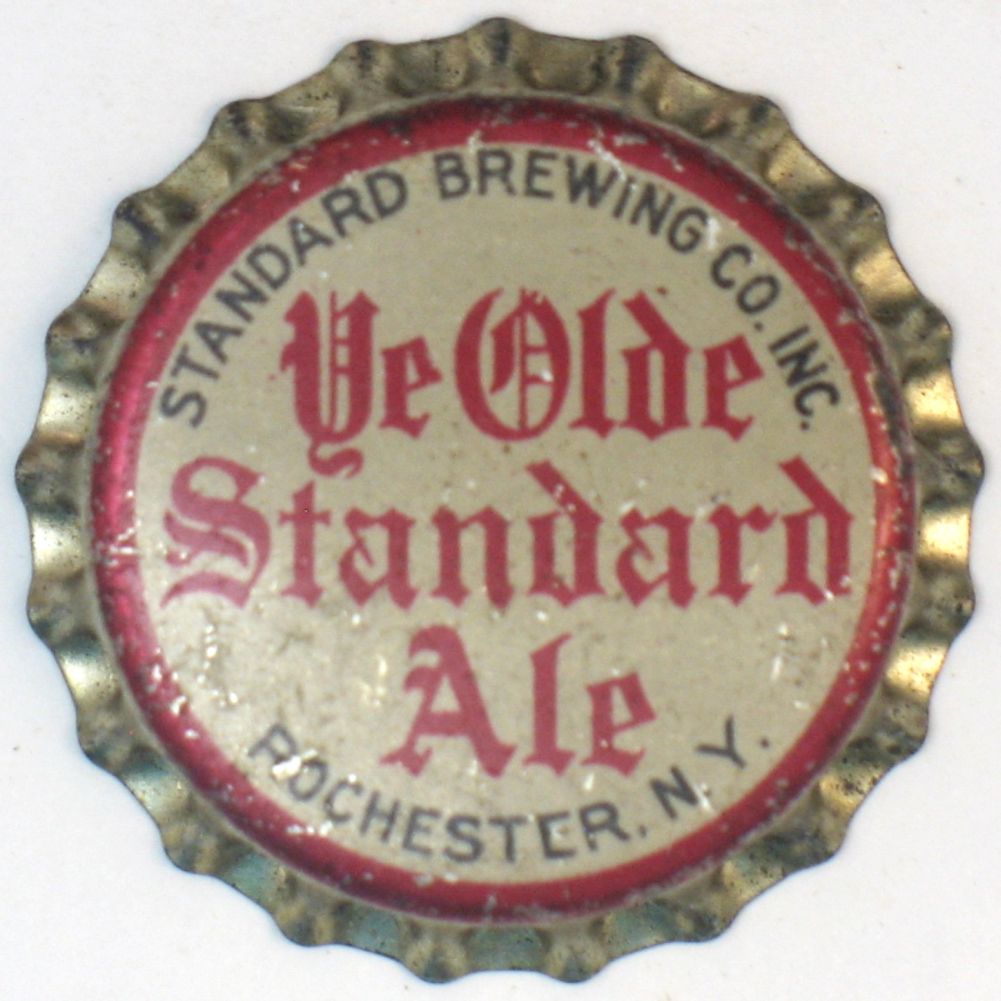 STANDARD BREWING CO. INC.
Ye Olde
Standard
Ale
ROCHESTER, N.Y.